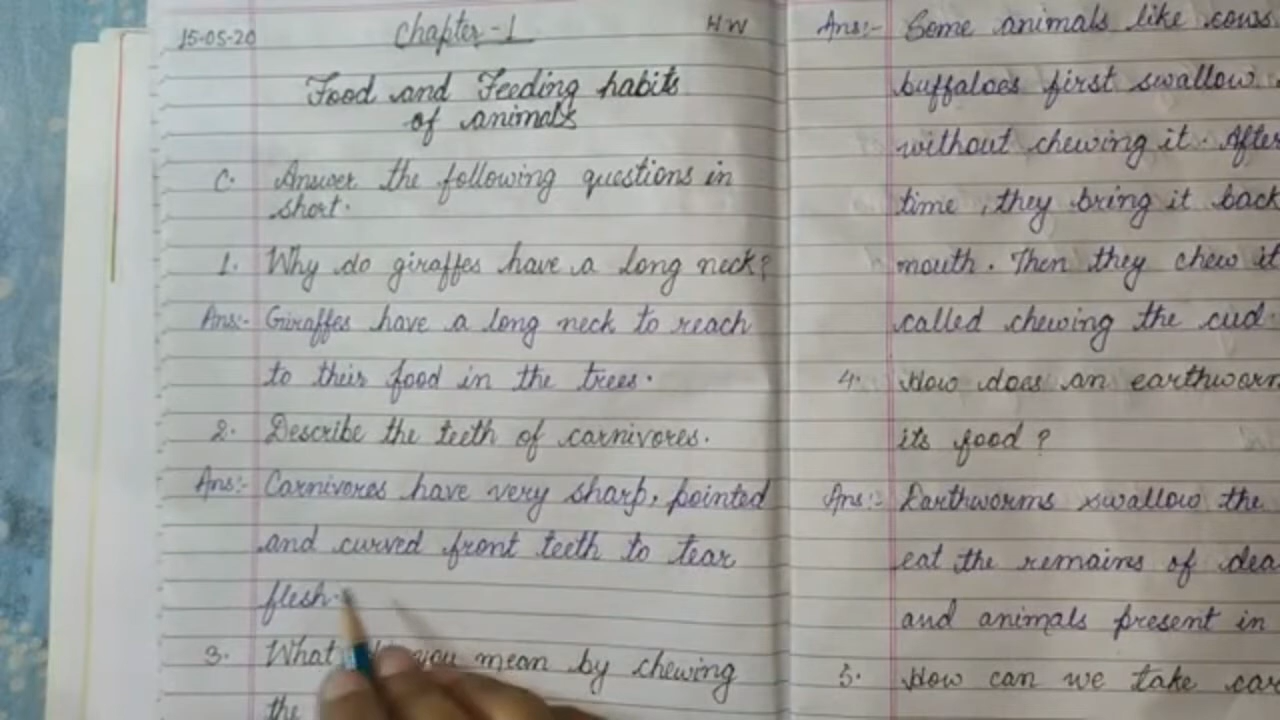 15-05-20 Chapter-1 HW
Food and Feeding habits
of animals
C. Answer the following questions in
short.
1. Why do giraffes have a long neck?
Ans:- Giraffes have a long neck to reach
to their food in the trees.
2. Describe the teeth of carnivores.
Ans:- Carnivores have very sharp, pointed
and curved front teeth to tear
flesh.
3. What you mean by chewing
the
Ans:- Some animals like cows
buffaloes first swallow
without chewing it. After
time, they bring it back
mouth. Then they chew it
called chewing the cud.
4. How does an earthworm
its food?
Ans:- Earthworms swallow the
eat the remains of dea
and animals present in
5. How can we take car